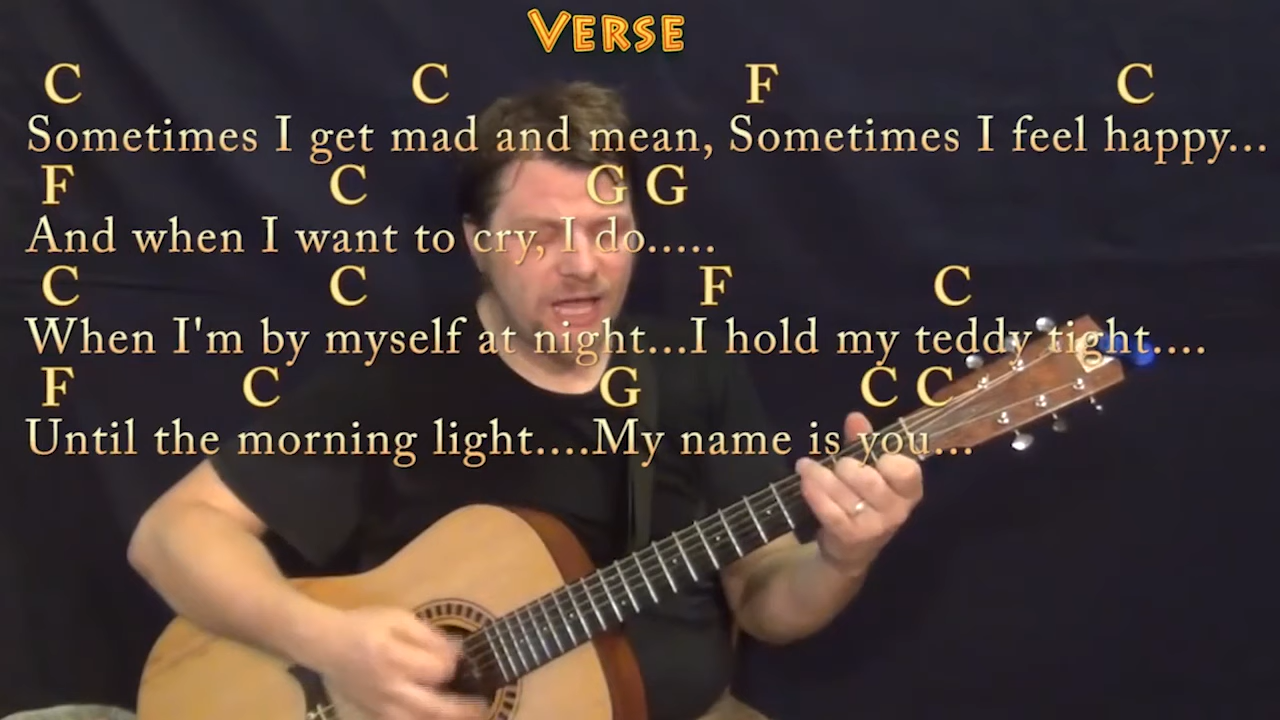 VERSE
C C F C
Sometimes I get mad and mean, Sometimes I feel happy...
F C G G
And when I want to cry, I do.....
C C F C
When I'm by myself at night...I hold my teddy tight....
F C G C C
Until the morning light....My name is you...